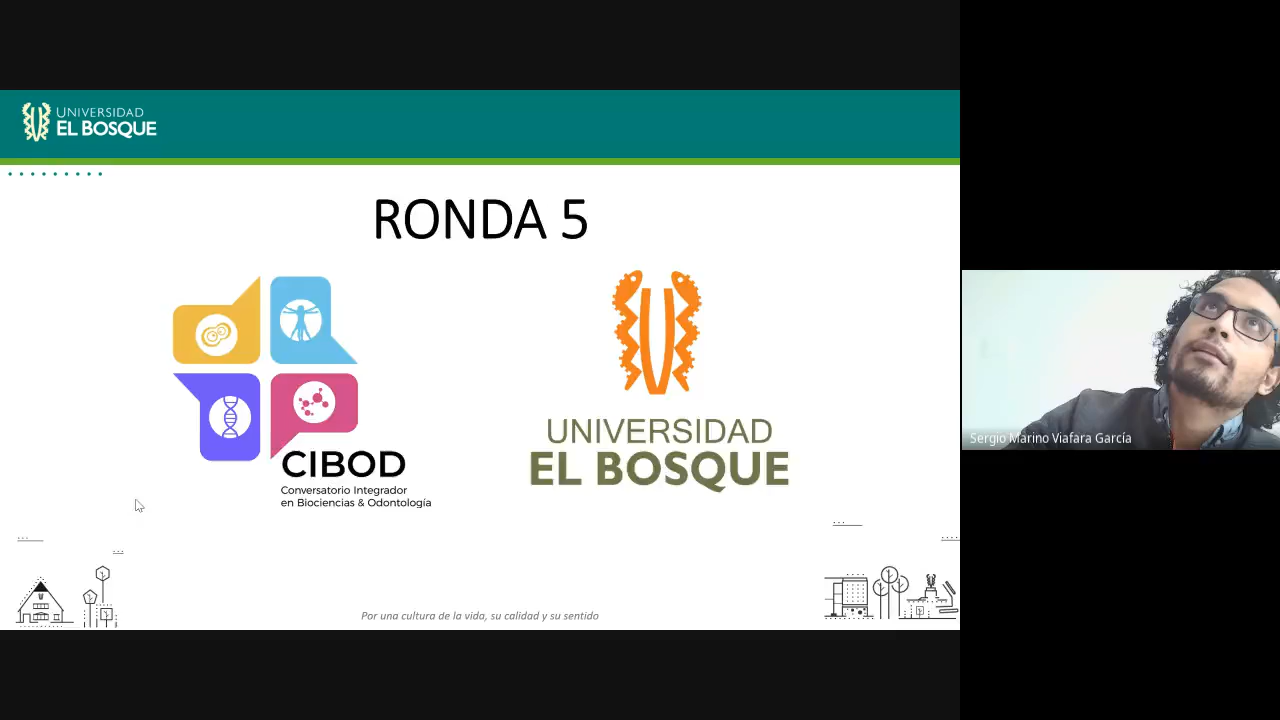 UNIVERSIDAD
EL BOSQUE
RONDA 5
CIBOD
Conversatorio Integrador
en Biociencias & Odontología
UNIVERSIDAD
EL BOSQUE
Por una cultura de la vida, su calidad y su sentido
Sergio Marino Viafara García